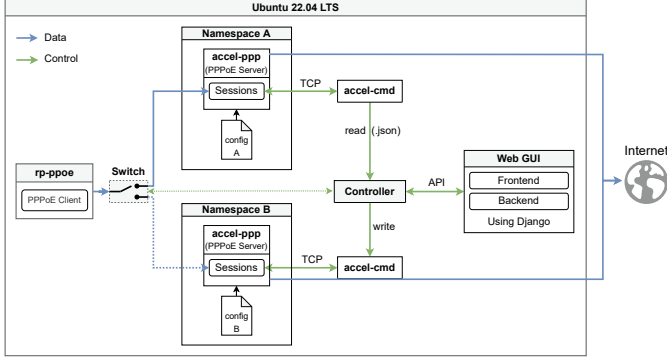 Ubuntu 22.04 LTS
Data
Control
Namespace A
accel-ppp
(PPPoE Server)
Sessions
config
A
TCP
accel-cmd
read (.json)
rp-ppoe
PPPoE Client
Switch
Controller
API
Web GUI
Frontend
Backend
Using Django
Internet
write
Namespace B
accel-ppp
(PPPoE Server)
Sessions
config
B
TCP
accel-cmd